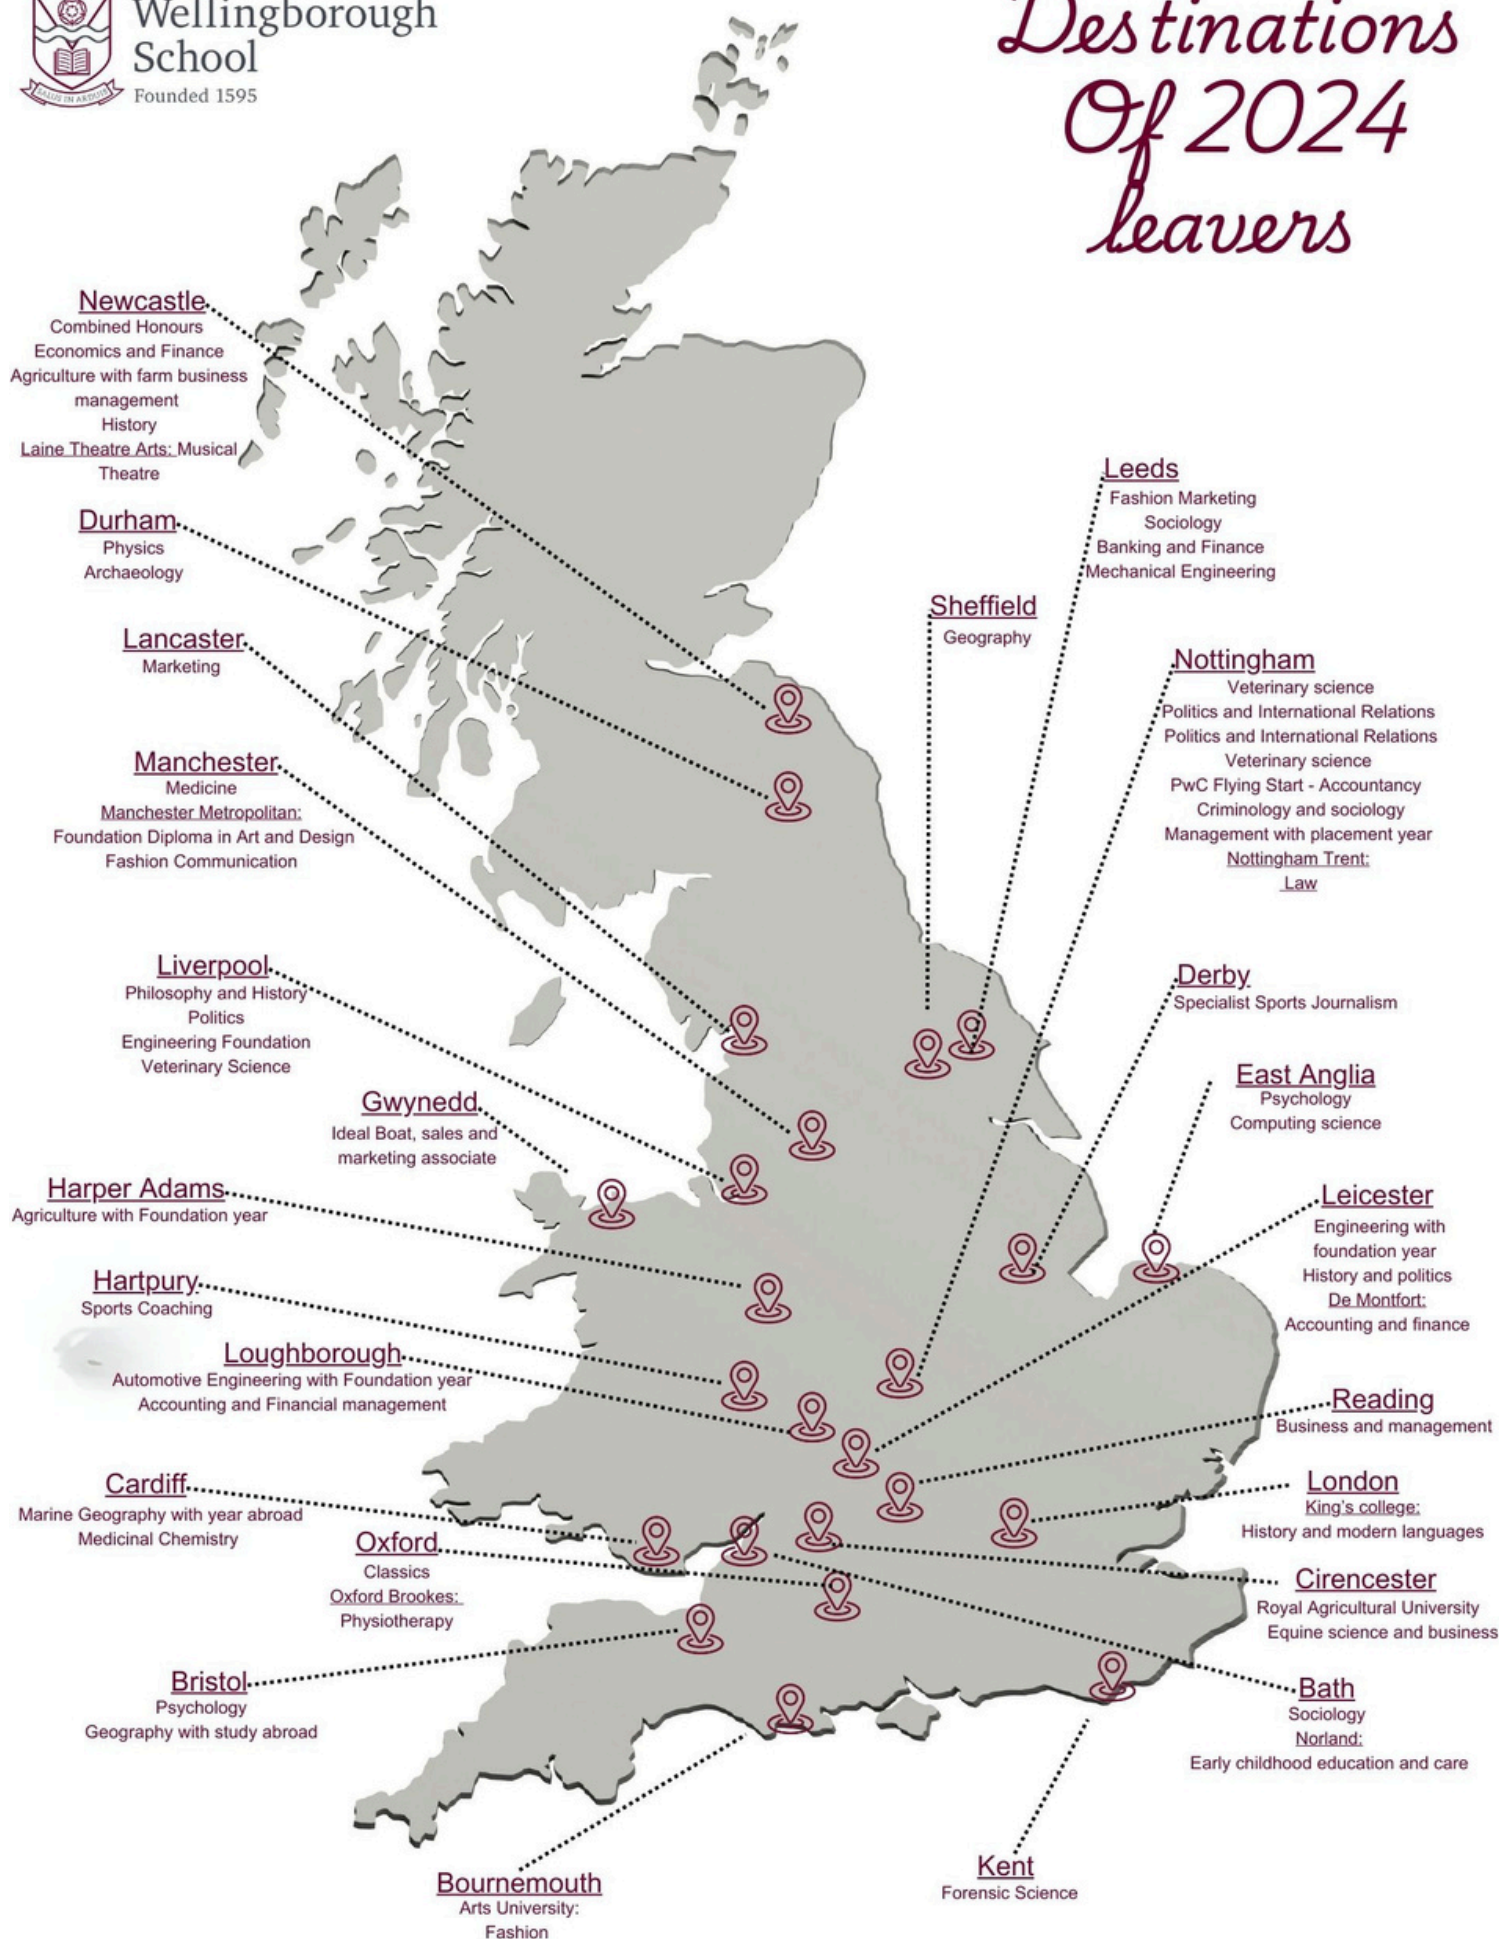 Wellingborough
School
Founded 1595
SALUS IN ARDUIS
Destinations
Of 2024
leavers
Newcastle
Combined Honours
Economics and Finance
Agriculture with farm business
management
History
Laine Theatre Arts: Musical
Theatre
Durham
Physics
Archaeology
Lancaster
Marketing
Manchester
Medicine
Manchester Metropolitan:
Foundation Diploma in Art and Design
Fashion Communication
Liverpool
Philosophy and History
Politics
Engineering Foundation
Veterinary Science
Gwynedd
Ideal Boat, sales and
marketing associate
Harper Adams
Agriculture with Foundation year
Hartpury
Sports Coaching
Loughborough
Automotive Engineering with Foundation year
Accounting and Financial management
Cardiff
Marine Geography with year abroad
Medicinal Chemistry
Oxford
Classics
Oxford Brookes:
Physiotherapy
Bristol
Psychology
Geography with study abroad
Bournemouth
Arts University:
Fashion
Leeds
Fashion Marketing
Sociology
Banking and Finance
Mechanical Engineering
Sheffield
Geography
Nottingham
Veterinary science
Politics and International Relations
Politics and International Relations
Veterinary science
PwC Flying Start - Accountancy
Criminology and sociology
Management with placement year
Nottingham Trent:
Law
Derby
Specialist Sports Journalism
East Anglia
Psychology
Computing science
Leicester
Engineering with
foundation year
History and politics
De Montfort:
Accounting and finance
Reading
Business and management
London
King's college:
History and modern languages
Cirencester
Royal Agricultural University
Equine science and business
Bath
Sociology
Norland:
Early childhood education and care
Kent
Forensic Science